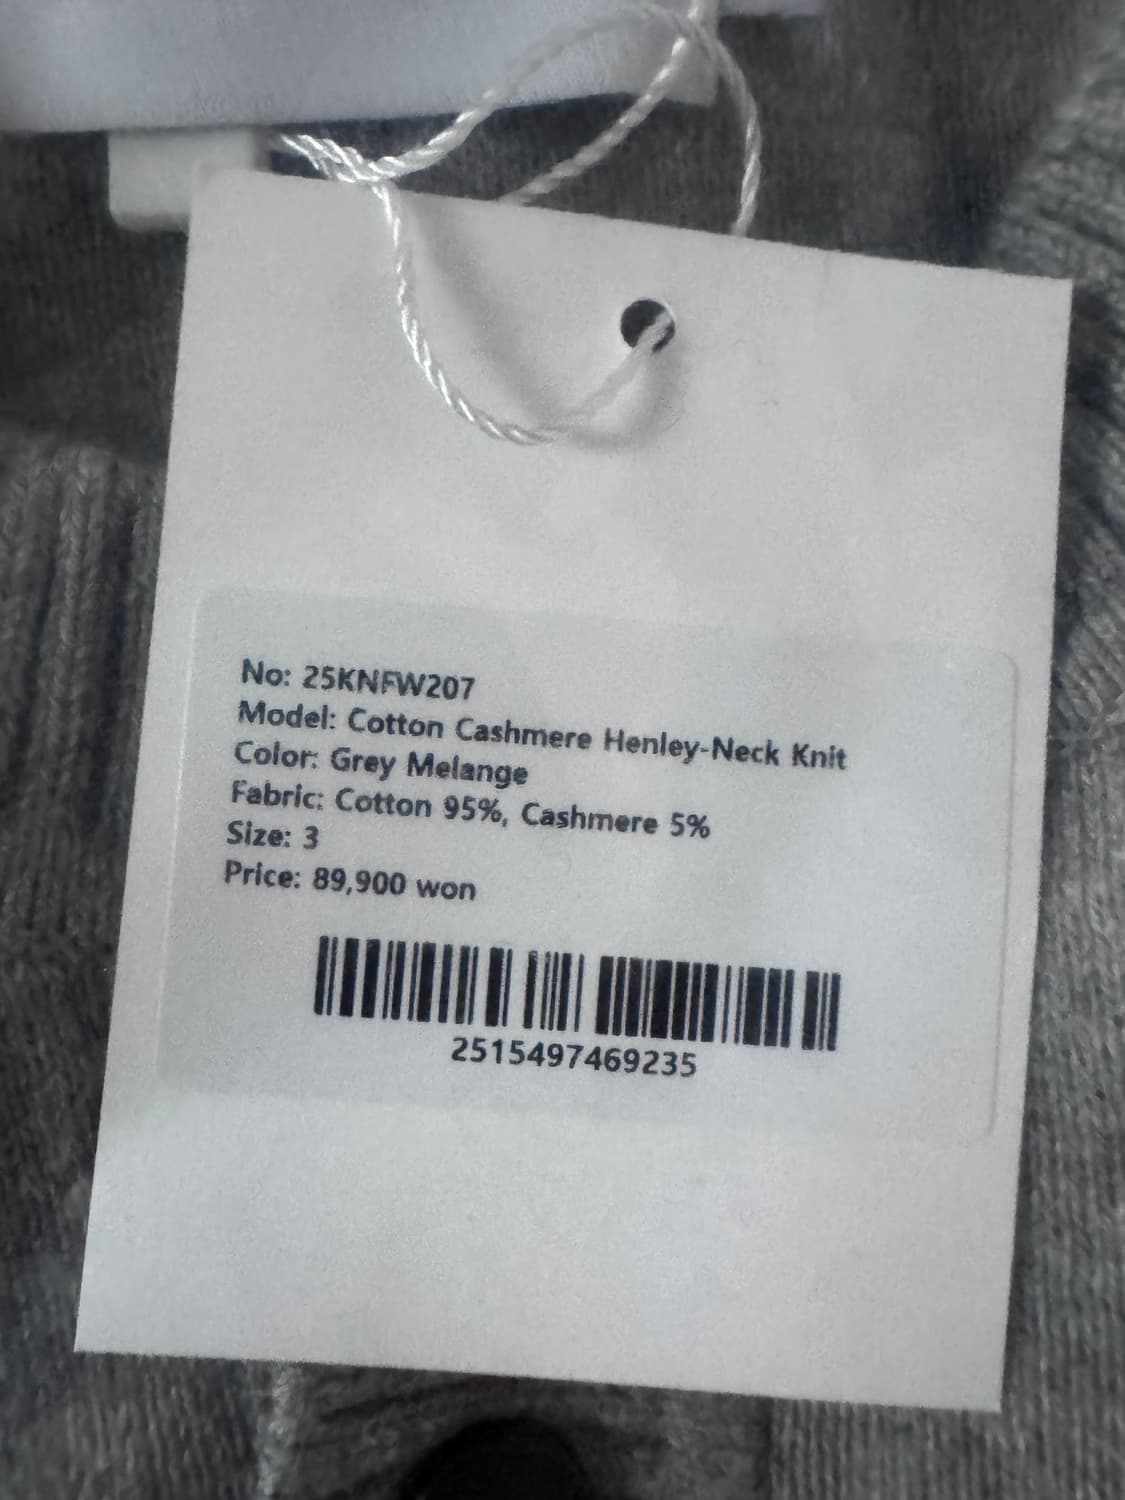 No: 25KNFW207
Model: Cotton Cashmere Henley-Neck Knit
Color: Grey Melange
Fabric: Cotton 95%, Cashmere 5%
Size: 3
Price: 89,900 won
2515497469235